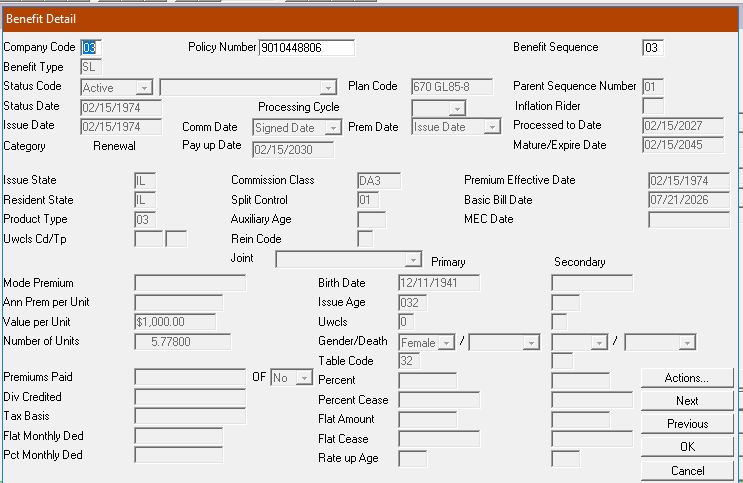 Benefit Detail
Company Code 03 Policy Number 9010448806 Benefit Sequence 03
Benefit Type SL
Status Code Active Plan Code 670 GL85-8 Parent Sequence Number 01
Status Date 02/15/1974 Processing Cycle Inflation Rider
Issue Date 02/15/1974 Comm Date Signed Date Prem Date Issue Date Processed to Date 02/15/2027
Category Renewal Pay up Date 02/15/2030 Mature/Expire Date 02/15/2045
Issue State IL Commission Class DA3 Premium Effective Date 02/15/1974
Resident State IL Split Control 01 Basic Bill Date 07/21/2026
Product Type 03 Auxiliary Age MEC Date
Uwcls Cd/Tp Rein Code
Joint Primary Secondary
Mode Premium Birth Date 12/11/1941
Ann Prem per Unit Issue Age 032
Value per Unit $1,000.00 Uwcls 0
Number of Units 5.77800 Gender/Death Female / /
Table Code 32
Premiums Paid OF No Percent Actions...
Div Credited Percent Cease Next
Tax Basis Flat Amount Previous
Flat Monthly Ded Flat Cease OK
Pct Monthly Ded Rate up Age Cancel